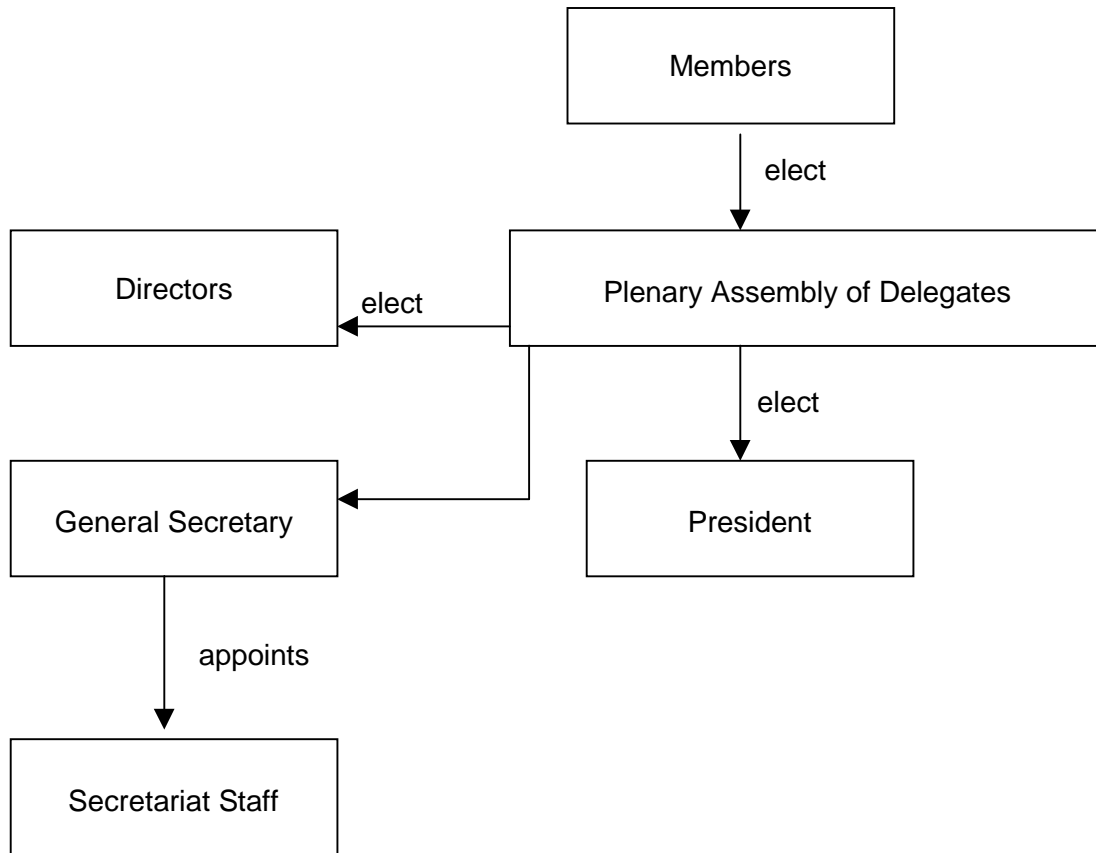 Members
elect
Directors
elect
Plenary Assembly of Delegates
elect
General Secretary
President
appoints
Secretariat Staff